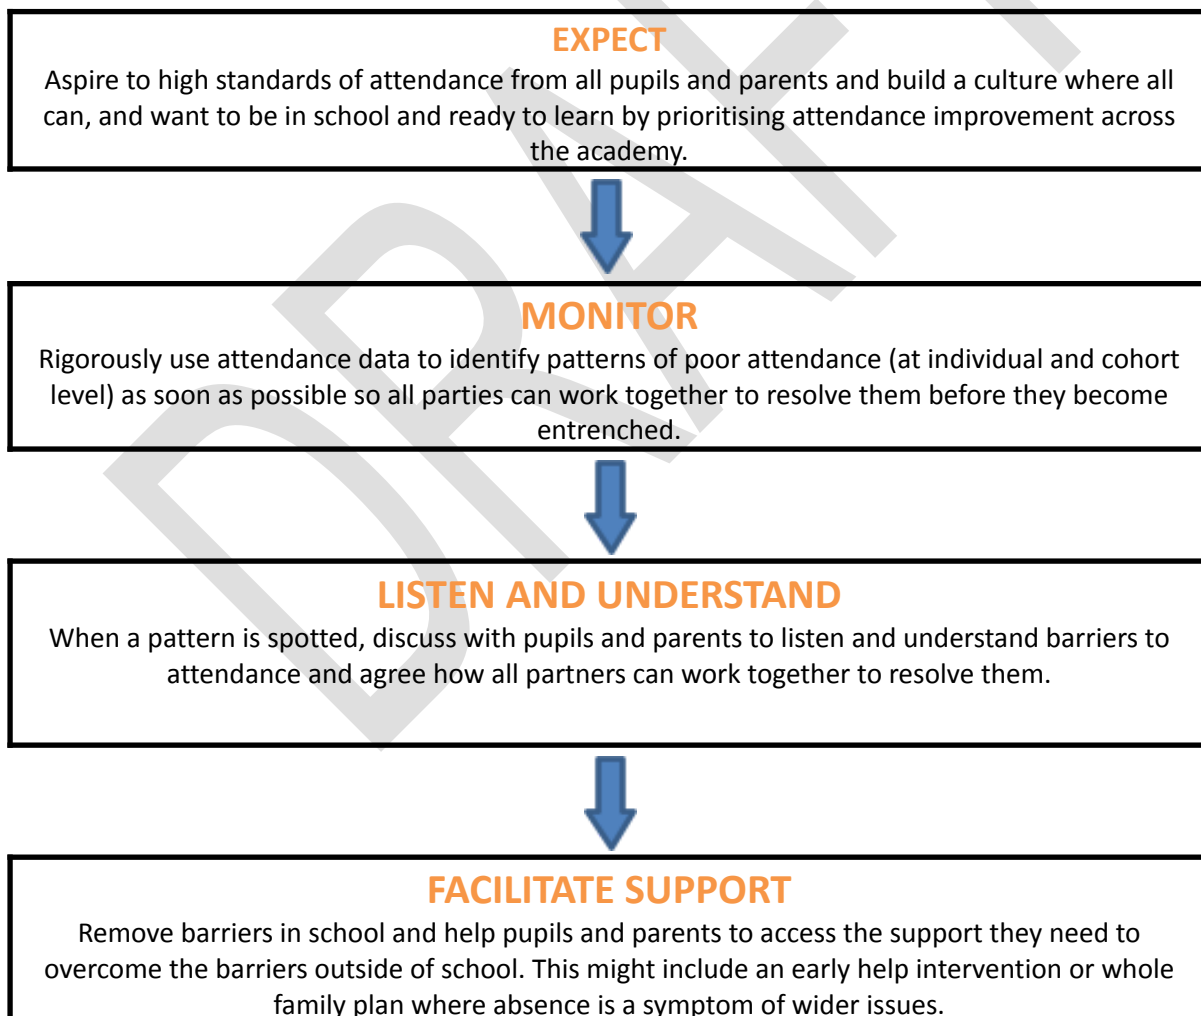 EXPECT
Aspire to high standards of attendance from all pupils and parents and build a culture where all
can, and want to be in school and ready to learn by prioritising attendance improvement across
the academy.
MONITOR
Rigorously use attendance data to identify patterns of poor attendance (at individual and cohort
level) as soon as possible so all parties can work together to resolve them before they become
entrenched.
LISTEN AND UNDERSTAND
When a pattern is spotted, discuss with pupils and parents to listen and understand barriers to
attendance and agree how all partners can work together to resolve them.
FACILITATE SUPPORT
Remove barriers in school and help pupils and parents to access the support they need to
overcome the barriers outside of school. This might include an early help intervention or whole
family plan where absence is a symptom of wider issues.
DRAFT